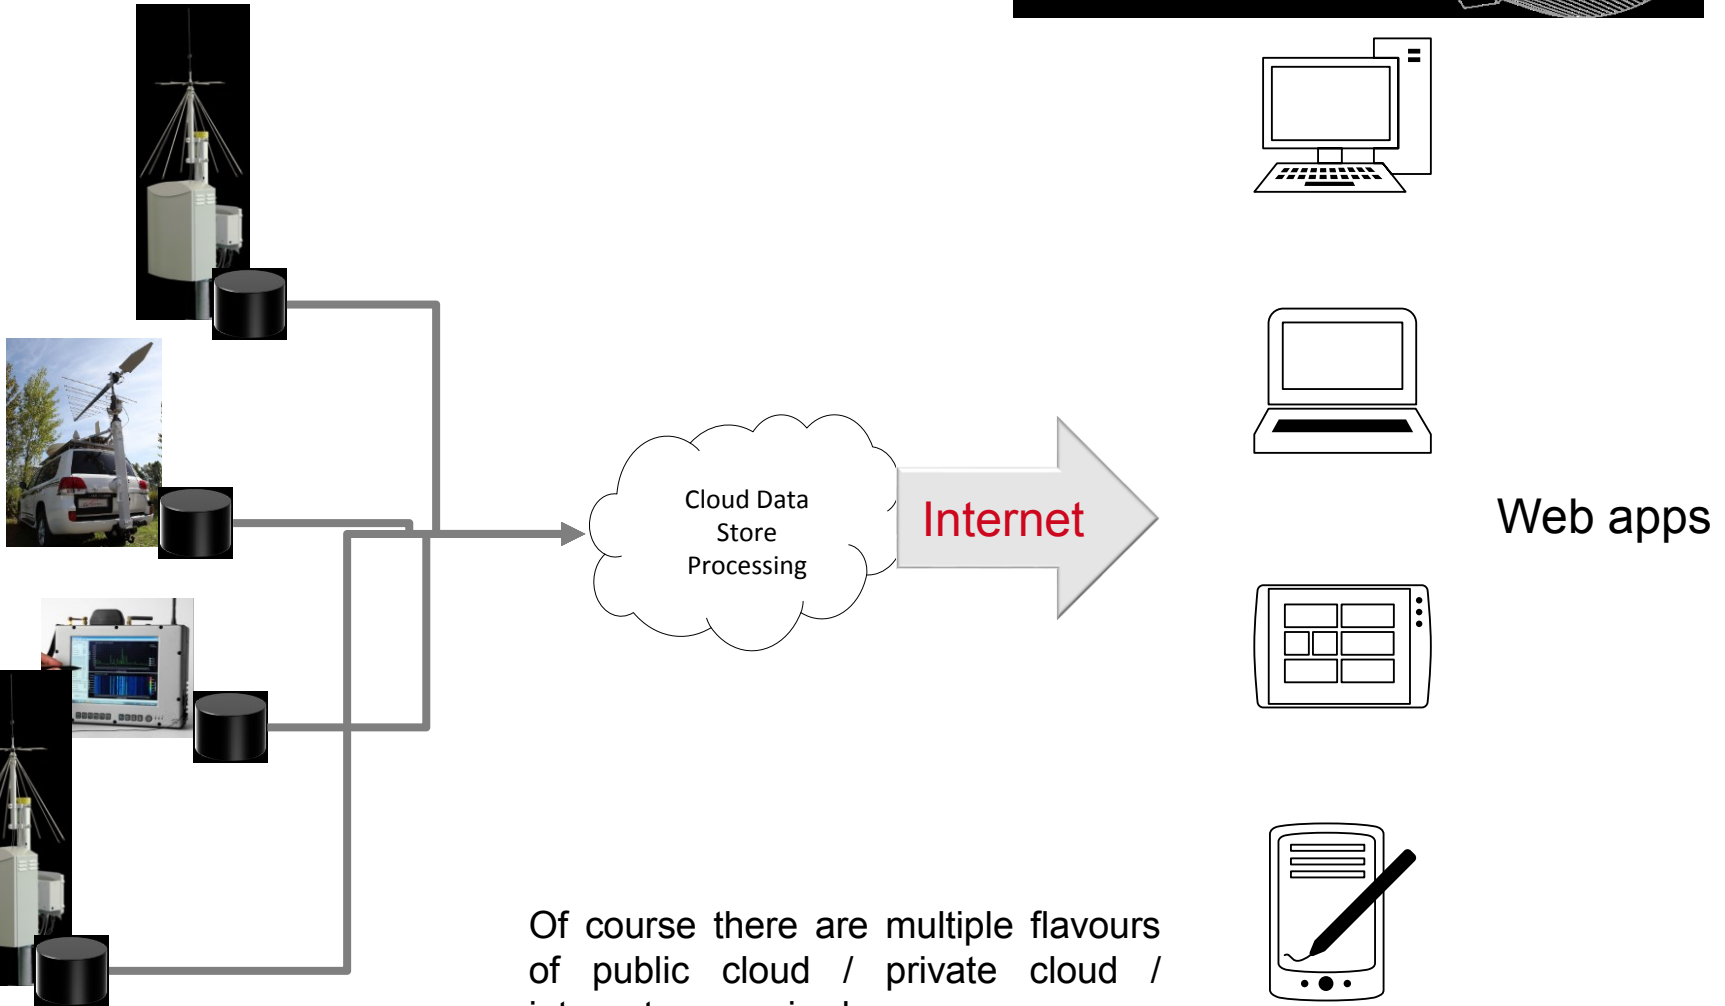 Cloud Data
Store
Processing
Internet
Web apps
Of course there are multiple flavours
of public cloud / private cloud /